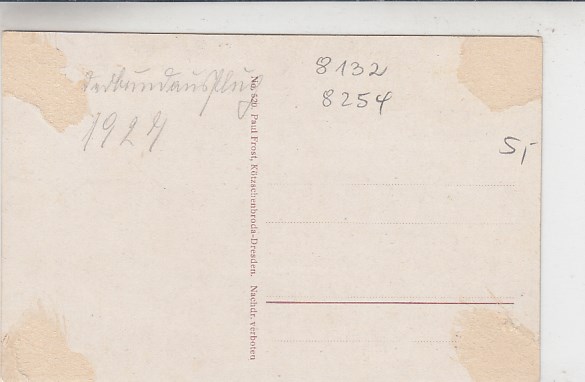 1927
8132
8254
5,-
No. 520. Paul Frost, Kötzschenbroda-Dresden. Nachdr. verboten